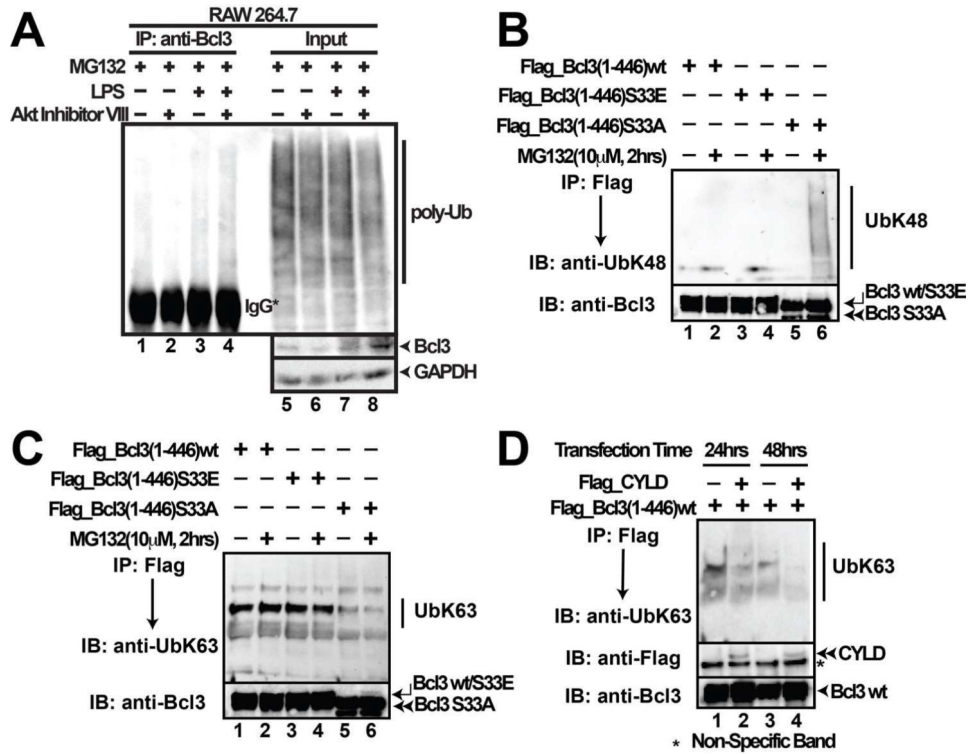 A
RAW 264.7
IP: anti-Bcl3 Input
MG132 + + + + + + + +
LPS − − + + − − + +
Akt Inhibitor VIII − + − + − + − +
poly-Ub
IgG*
1 2 3 4
Bcl3
GAPDH
5 6 7 8
B
Flag_Bcl3(1-446)wt + + − − − −
Flag_Bcl3(1-446)S33E − − + + − −
Flag_Bcl3(1-446)S33A − − − − + +
MG132(10μM, 2hrs) − + − + − +
IP: Flag
UbK48
IB: anti-UbK48
IB: anti-Bcl3
Bcl3 wt/S33E
Bcl3 S33A
1 2 3 4 5 6
C
Flag_Bcl3(1-446)wt + + − − − −
Flag_Bcl3(1-446)S33E − − + + − −
Flag_Bcl3(1-446)S33A − − − − + +
MG132(10μM, 2hrs) − + − + − +
IP: Flag
UbK63
IB: anti-UbK63
IB: anti-Bcl3
Bcl3 wt/S33E
Bcl3 S33A
1 2 3 4 5 6
D
Transfection Time 24hrs 48hrs
Flag_CYLD − + − +
Flag_Bcl3(1-446)wt + + + +
IP: Flag
UbK63
IB: anti-UbK63
IB: anti-Flag
CYLD
*
IB: anti-Bcl3
Bcl3 wt
1 2 3 4
* Non-Specific Band